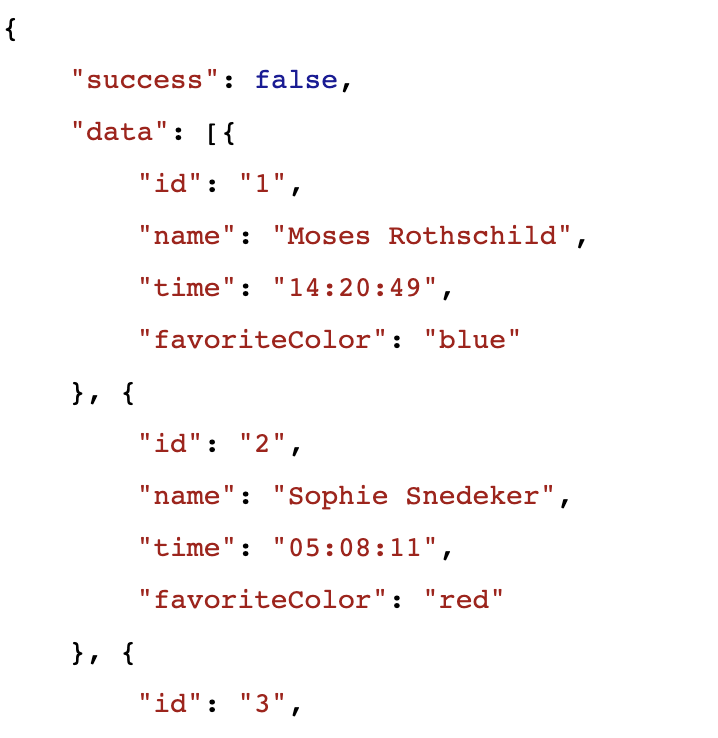 {
"success": false,
"data": [{
"id": "1",
"name": "Moses Rothschild",
"time": "14:20:49",
"favoriteColor": "blue"
}, {
"id": "2",
"name": "Sophie Snedeker",
"time": "05:08:11",
"favoriteColor": "red"
}, {
"id": "3",